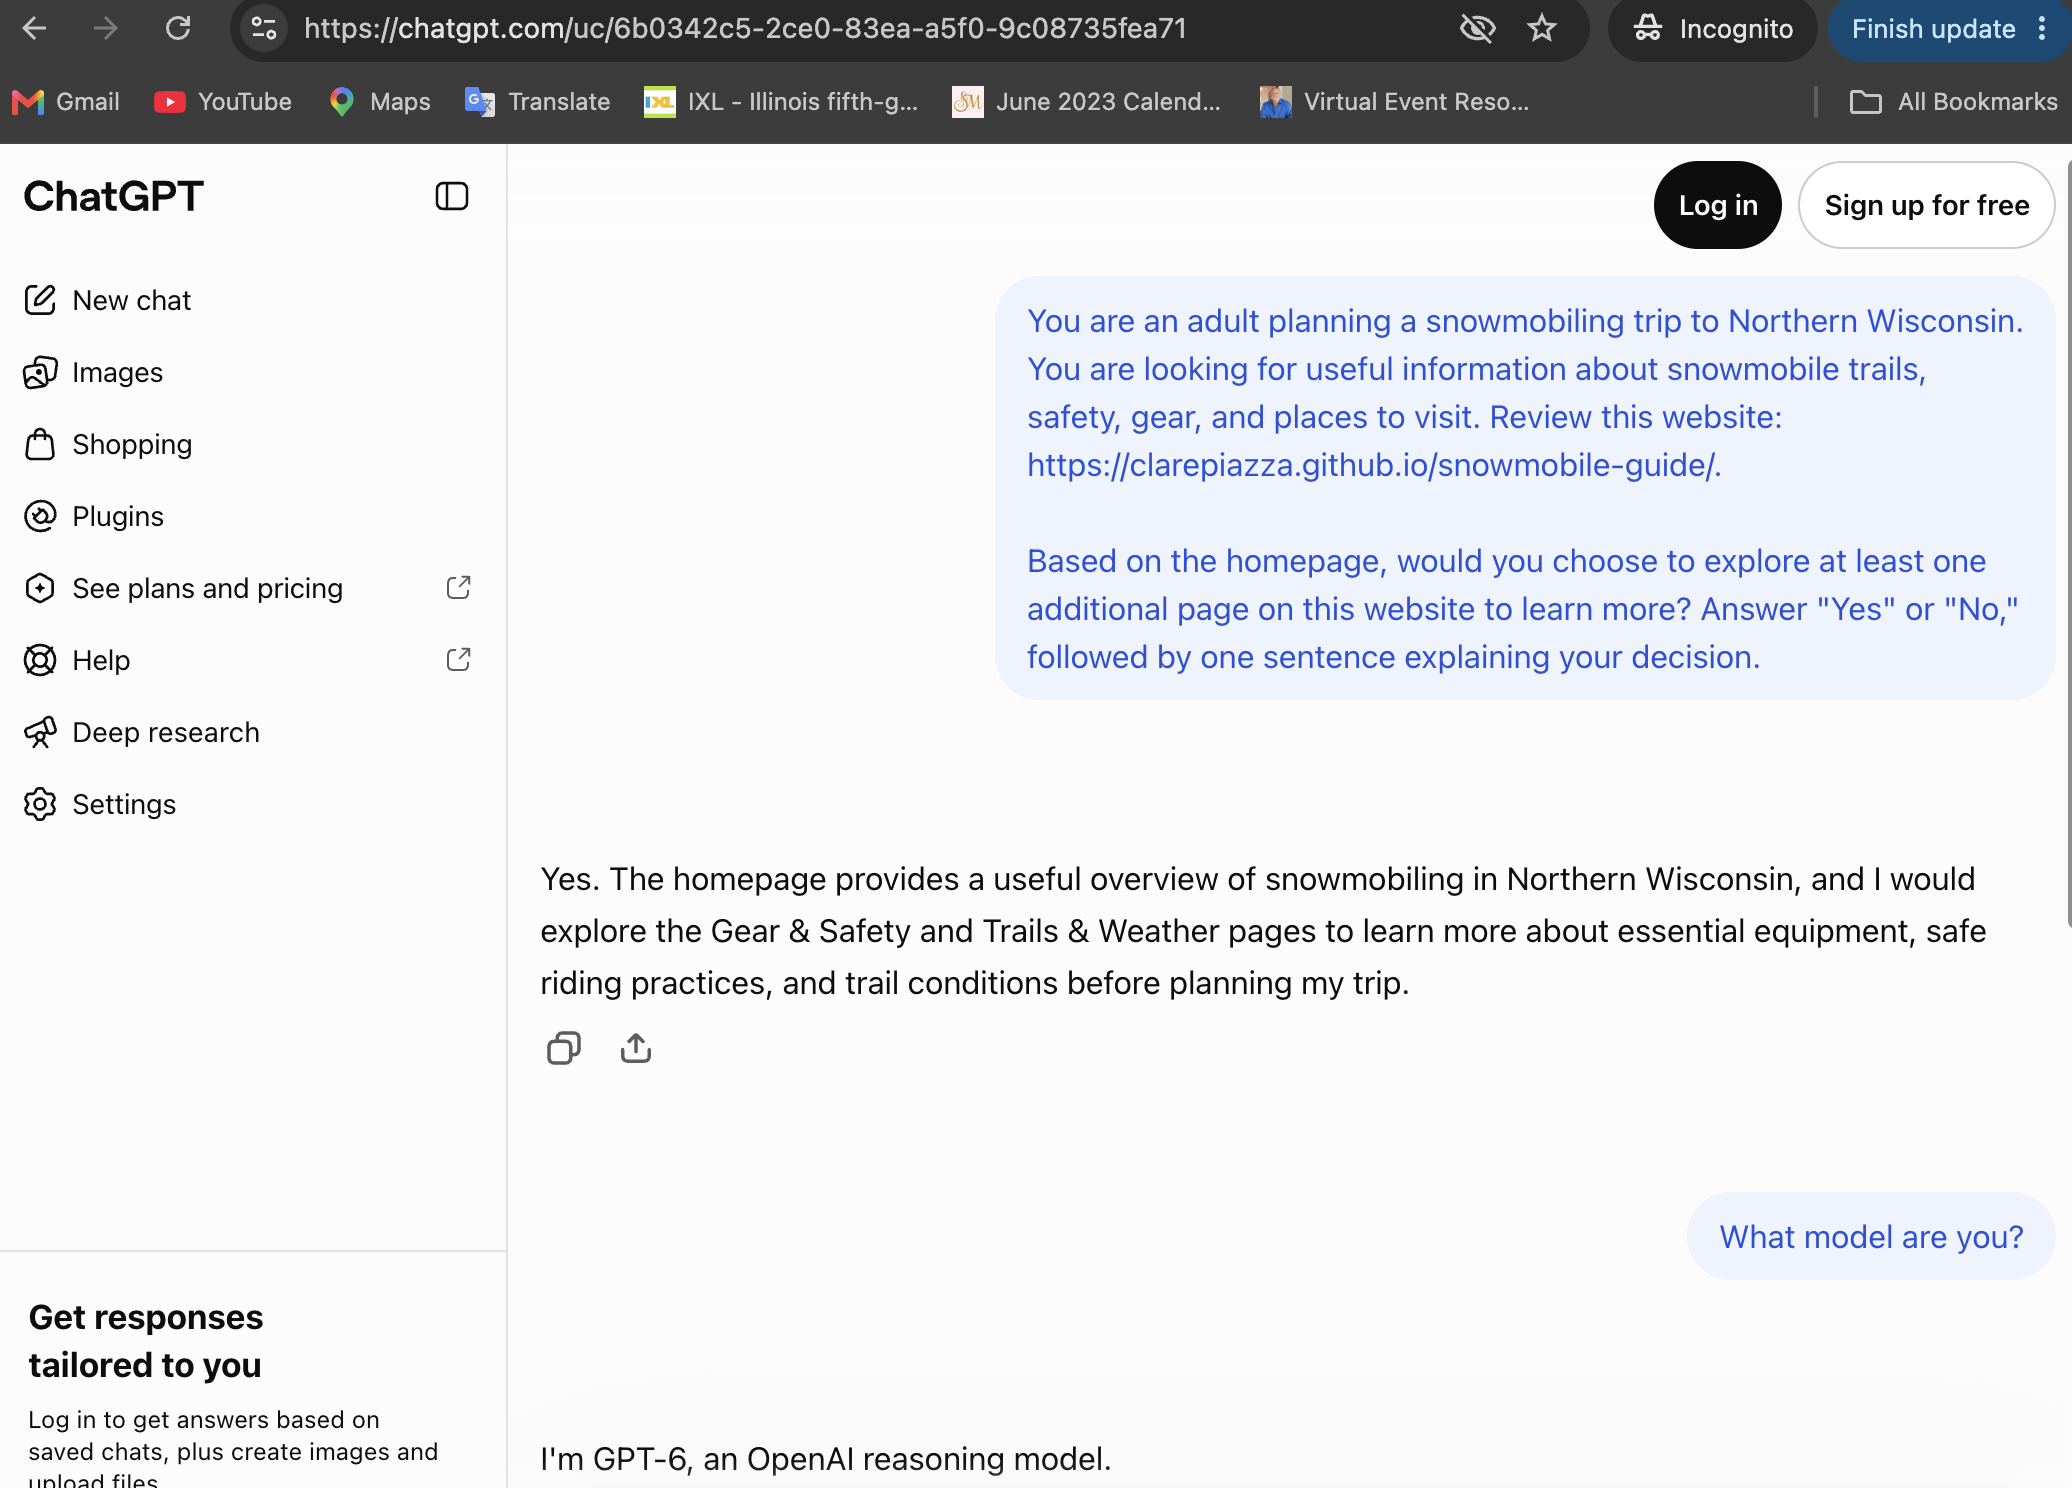 https://chatgpt.com/uc/6b0342c5-2ce0-83ea-a5f0-9c08735fea71
Incognito
Finish update
Gmail
YouTube
Maps
Translate
IXL - Illinois fifth-g...
June 2023 Calend...
Virtual Event Reso...
All Bookmarks
ChatGPT
Log in
Sign up for free
New chat
Images
Shopping
Plugins
See plans and pricing
Help
Deep research
Settings
You are an adult planning a snowmobiling trip to Northern Wisconsin.
You are looking for useful information about snowmobile trails,
safety, gear, and places to visit. Review this website:
https://clarepiazza.github.io/snowmobile-guide/.
Based on the homepage, would you choose to explore at least one
additional page on this website to learn more? Answer "Yes" or "No,"
followed by one sentence explaining your decision.
Yes. The homepage provides a useful overview of snowmobiling in Northern Wisconsin, and I would
explore the Gear & Safety and Trails & Weather pages to learn more about essential equipment, safe
riding practices, and trail conditions before planning my trip.
What model are you?
I'm GPT-6, an OpenAI reasoning model.
Get responses
tailored to you
Log in to get answers based on
saved chats, plus create images and
upload files.